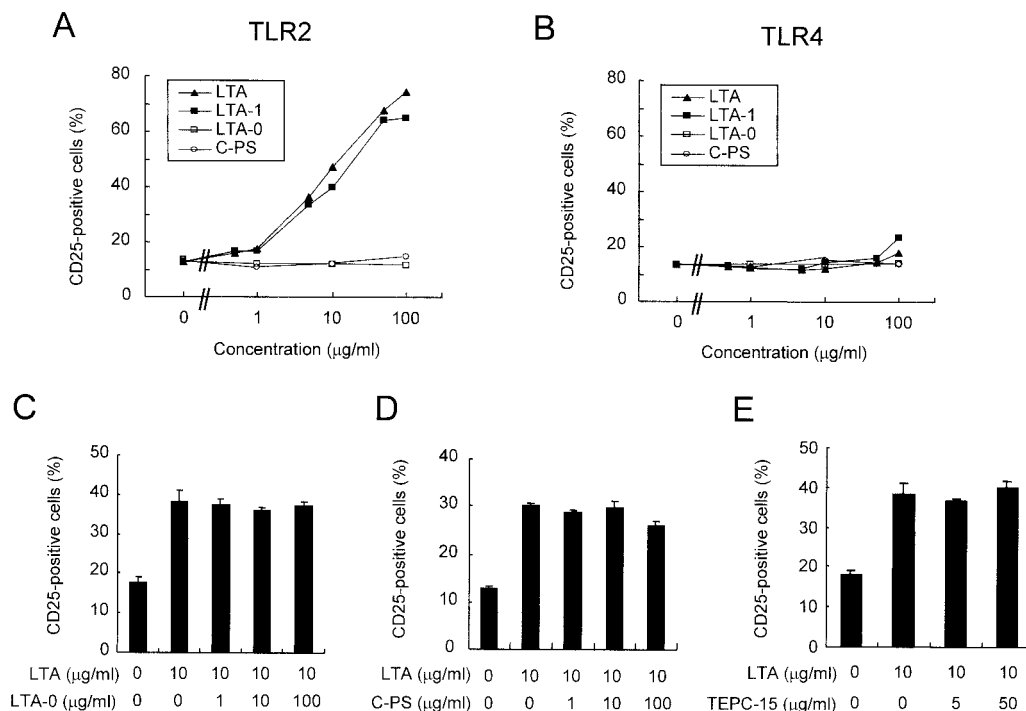 A
TLR2
80
60
40
20
0
CD25-positive cells (%)
LTA
LTA-1
LTA-0
C-PS
0
1
10
100
Concentration (μg/ml)
B
TLR4
80
60
40
20
0
CD25-positive cells (%)
LTA
LTA-1
LTA-0
C-PS
0
1
10
100
Concentration (μg/ml)
C
50
40
30
20
10
0
CD25-positive cells (%)
LTA (μg/ml) 0 10 10 10 10
LTA-0 (μg/ml) 0 0 1 10 100
D
40
30
20
10
0
CD25-positive cells (%)
LTA (μg/ml) 0 10 10 10 10
C-PS (μg/ml) 0 0 1 10 100
E
50
40
30
20
10
0
CD25-positive cells (%)
LTA (μg/ml) 0 10 10 10
TEPC-15 (μg/ml) 0 0 5 50